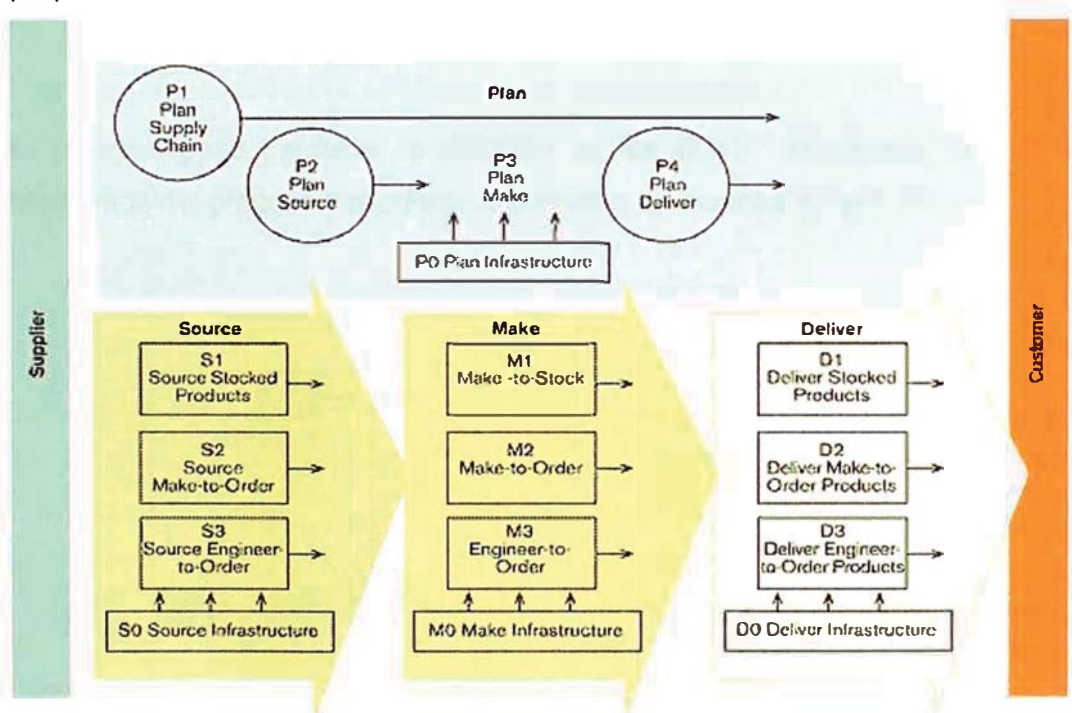 P1
Plan
Supply
Chain
Plan
P2
Plan
Source
P3
Plan
Make
P4
Plan
Deliver
P0 Plan Infrastructure
Supplier
Customer
Source
S1
Source Stocked
Products
S2
Source
Make-to-Order
S3
Source Engineer-
to-Order
S0 Source Infrastructure
Make
M1
Make -to-Stock
M2
Make-to-Order
M3
Engineer-to-
Order
M0 Make Infrastructure
Deliver
D1
Deliver Stocked
Products
D2
Deliver Make-to-
Order Products
D3
Deliver Engineer-
to-Order Products
D0 Deliver Infrastructure